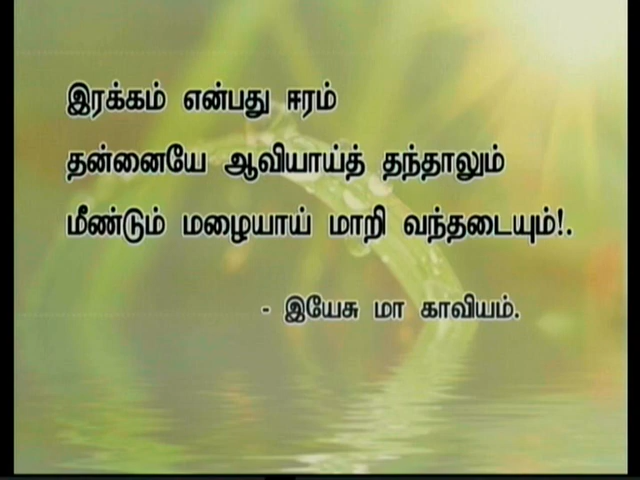 இரக்கம் என்பது ஈரம்
தன்னையே ஆவியாய்த் தந்தாலும்
மீண்டும் மழையாய் மாறி வந்தடையும்!.
- இயேசு மா காவியம்.